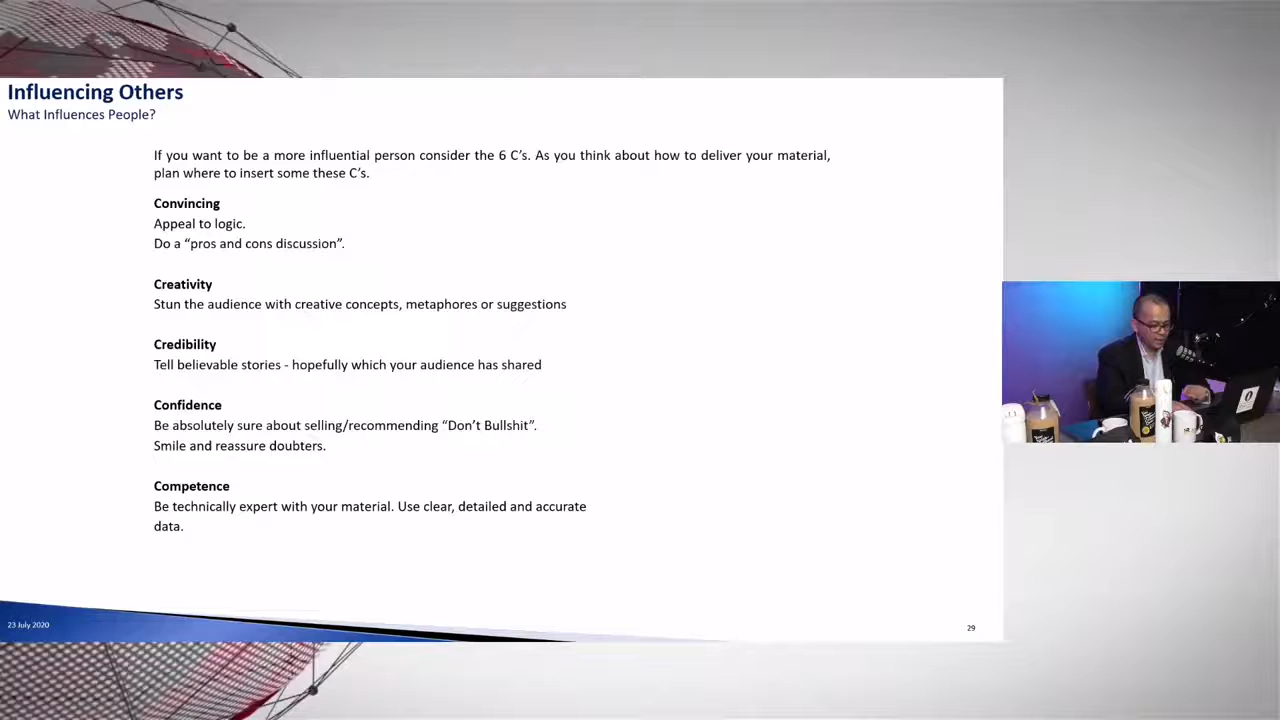 Influencing Others
What Influences People?
If you want to be a more influential person consider the 6 C’s. As you think about how to deliver your material,
plan where to insert some these C’s.
Convincing
Appeal to logic.
Do a “pros and cons discussion”.
Creativity
Stun the audience with creative concepts, metaphores or suggestions
Credibility
Tell believable stories - hopefully which your audience has shared
Confidence
Be absolutely sure about selling/recommending “Don’t Bullshit”.
Smile and reassure doubters.
Competence
Be technically expert with your material. Use clear, detailed and accurate
data.
23 July 2020
29